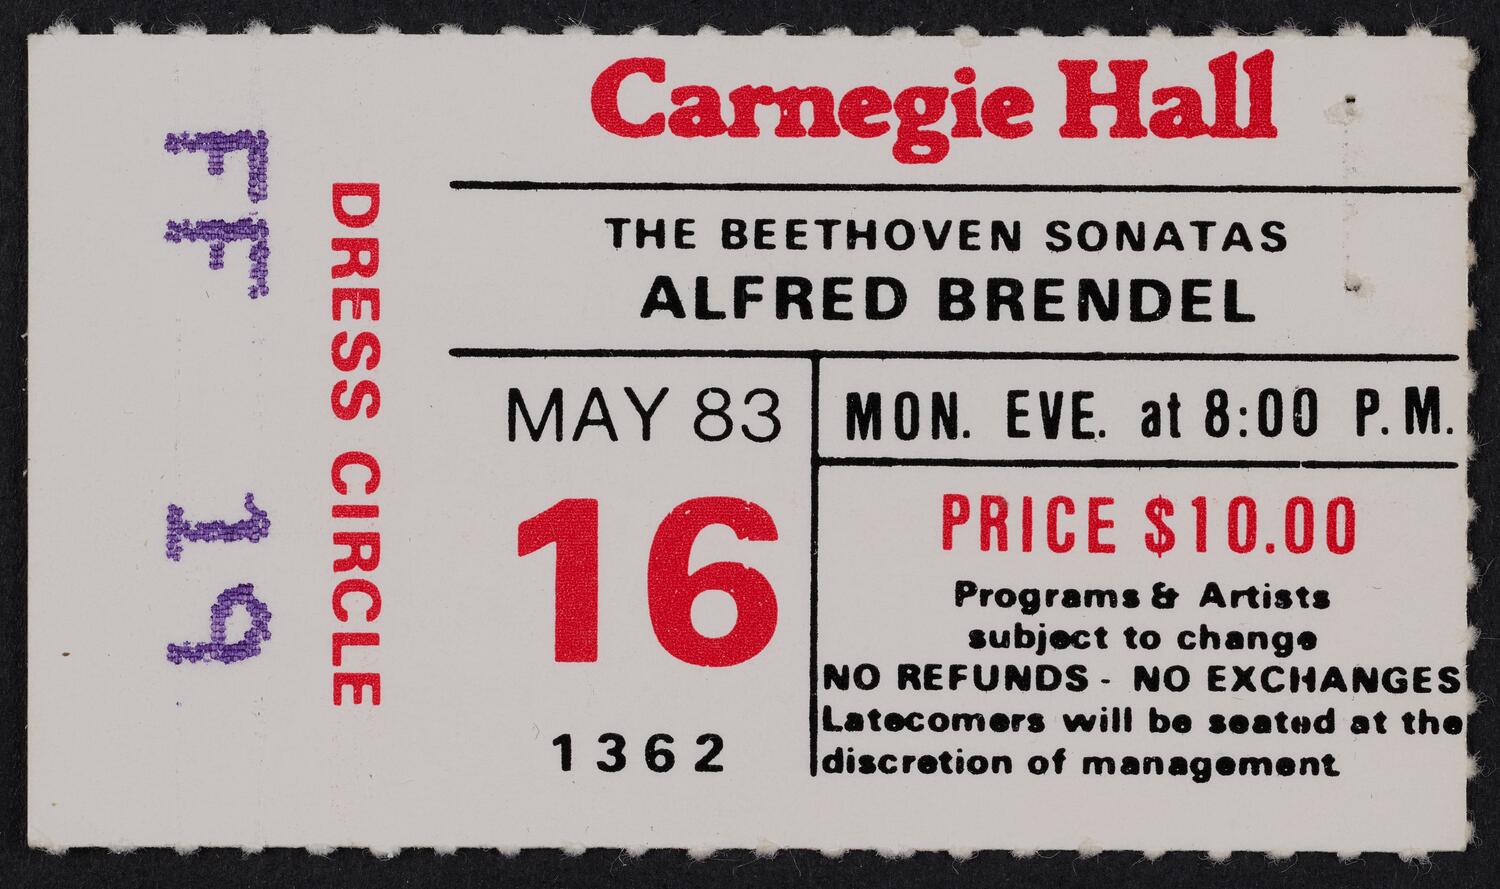 Carnegie Hall
THE BEETHOVEN SONATAS
ALFRED BRENDEL
MAY 83
16
1362
MON. EVE. at 8:00 P.M.
PRICE $10.00
Programs & Artists
subject to change
NO REFUNDS - NO EXCHANGES
Latecomers will be seated at the
discretion of management
DRESS CIRCLE
FF 19